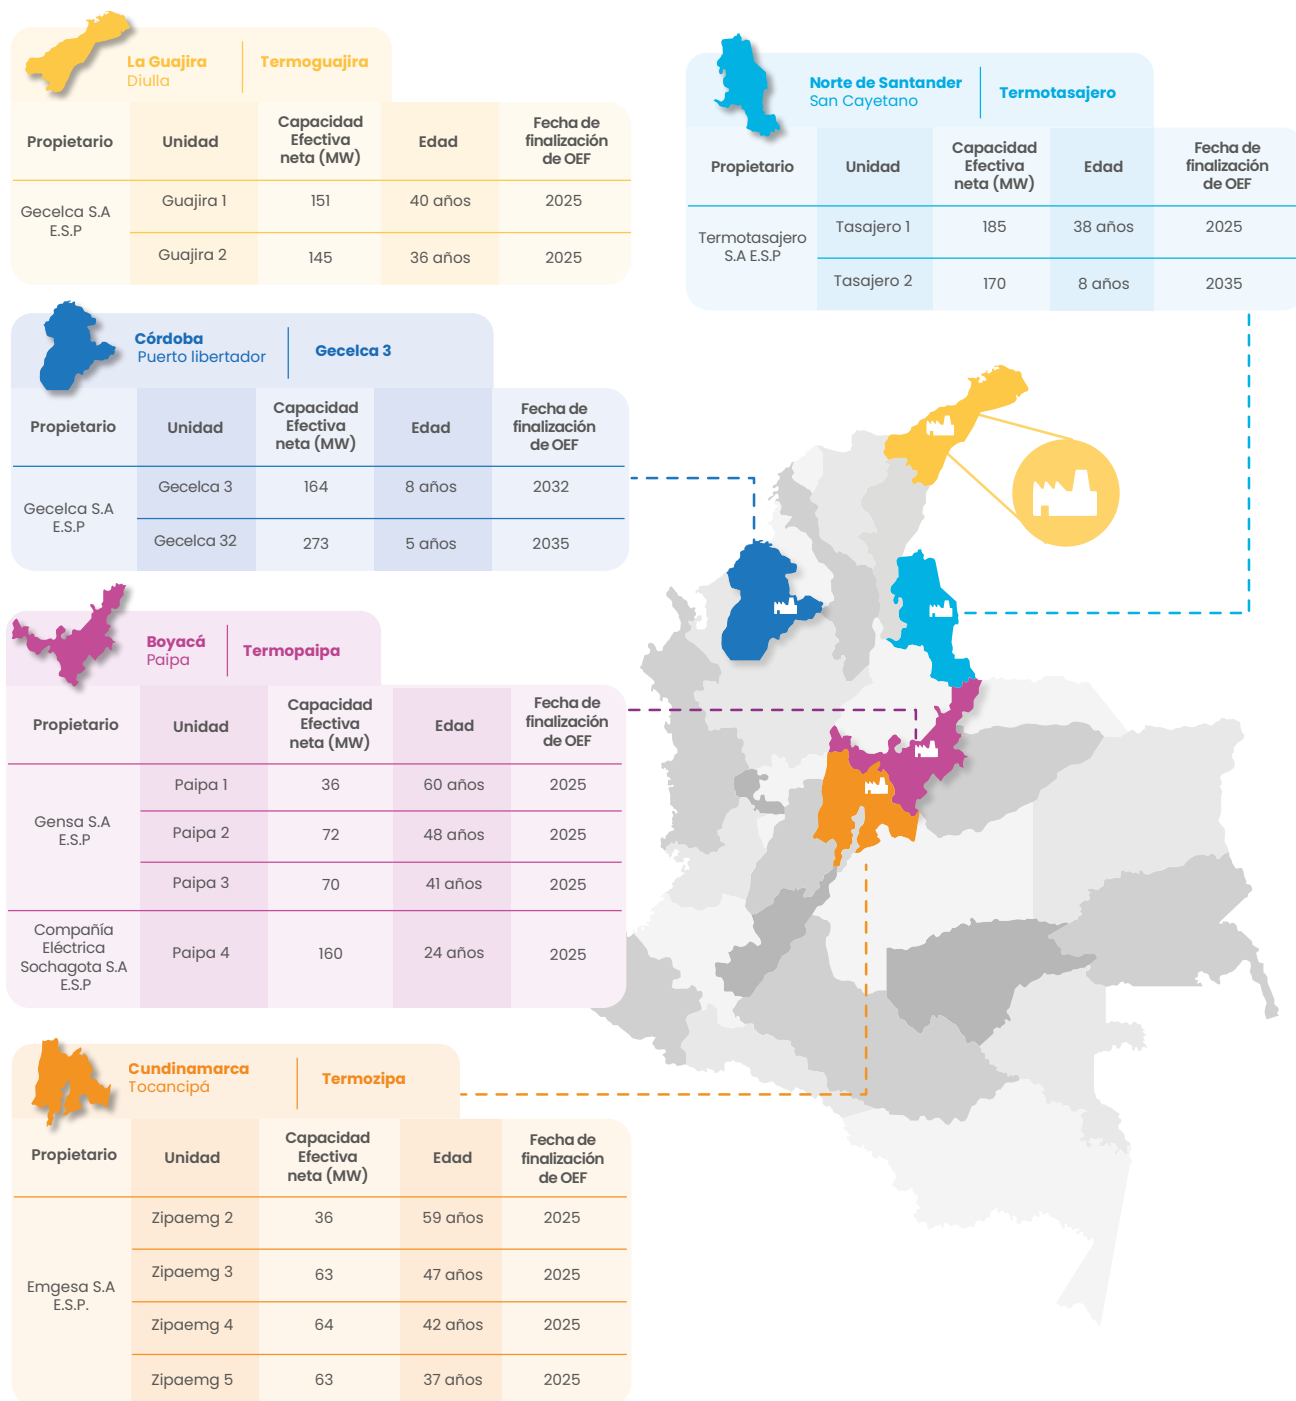 La Guajira
Diulla
Termoguajira
Propietario
Unidad
Capacidad
Efectiva
neta (MW)
Edad
Fecha de
finalización
de OEF
Gecelca S.A
E.S.P
Guajira 1
151
40 años
2025
Guajira 2
145
36 años
2025
Norte de Santander
San Cayetano
Termotasajero
Propietario
Unidad
Capacidad
Efectiva
neta (MW)
Edad
Fecha de
finalización
de OEF
Termotasajero
S.A E.S.P
Tasajero 1
185
38 años
2025
Tasajero 2
170
8 años
2035
Córdoba
Puerto libertador
Gecelca 3
Propietario
Unidad
Capacidad
Efectiva
neta (MW)
Edad
Fecha de
finalización
de OEF
Gecelca S.A
E.S.P
Gecelca 3
164
8 años
2032
Gecelca 32
273
5 años
2035
Boyacá
Paipa
Termopaipa
Propietario
Unidad
Capacidad
Efectiva
neta (MW)
Edad
Fecha de
finalización
de OEF
Gensa S.A
E.S.P
Paipa 1
36
60 años
2025
Paipa 2
72
48 años
2025
Paipa 3
70
41 años
2025
Compañía
Eléctrica
Sochagota S.A
E.S.P
Paipa 4
160
24 años
2025
Cundinamarca
Tocancipá
Termozipa
Propietario
Unidad
Capacidad
Efectiva
neta (MW)
Edad
Fecha de
finalización
de OEF
Emgesa S.A
E.S.P.
Zipaemg 2
36
59 años
2025
Zipaemg 3
63
47 años
2025
Zipaemg 4
64
42 años
2025
Zipaemg 5
63
37 años
2025